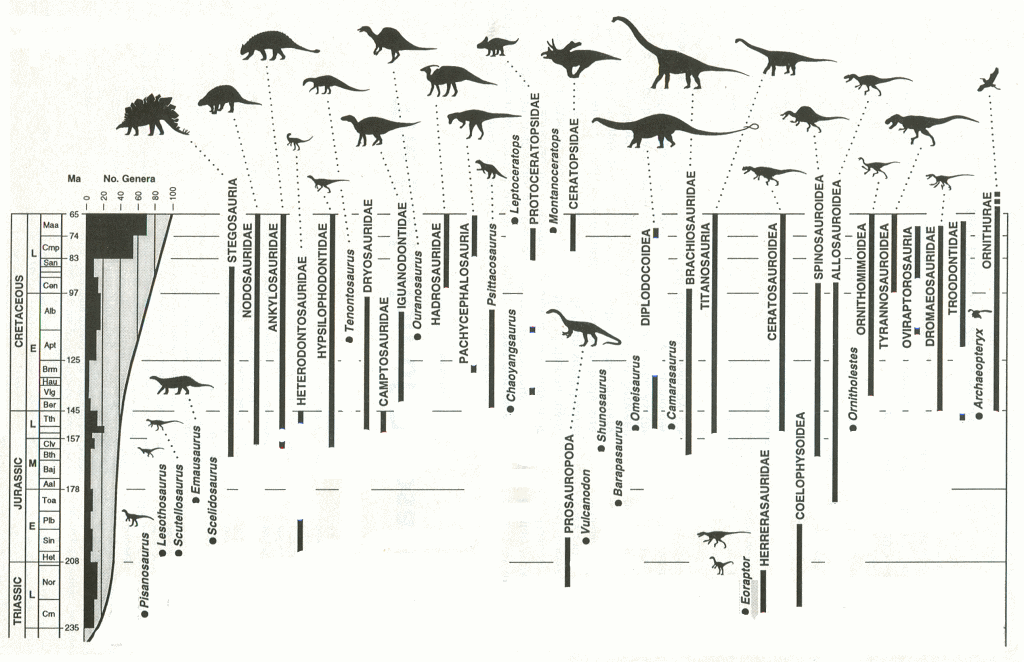 Ma
No. Genera
0
20
40
60
80
100
65
74
83
97
125
145
157
178
208
235
CRETACEOUS
JURASSIC
TRIASSIC
L
E
L
M
E
L
Maa
Cmp
San
Cen
Alb
Apt
Brm
Hau
Vlg
Ber
Tth
Clv
Bth
Baj
Aal
Toa
Plb
Sin
Het
Nor
Crn
Pisanosaurus
Lesothosaurus
Scutellosaurus
Emausaurus
Scelidosaurus
STEGOSAURIA
NODOSAURIDAE
ANKYLOSAURIDAE
HETERODONTOSAURIDAE
HYPSILOPHODONTIDAE
Tenontosaurus
DRYOSAURIDAE
CAMPTOSAURIDAE
IGUANODONTIDAE
Ouranosaurus
HADROSAURIDAE
PACHYCEPHALOSAURIA
Psittacosaurus
Chaoyangsaurus
Leptoceratops
PROTOCERATOPSIDAE
Montanoceratops
CERATOPSIDAE
PROSAUROPODA
Vulcanodon
Shunosaurus
Barapasaurus
Omeisaurus
DIPLODOCOIDEA
Camarasaurus
BRACHIOSAURIDAE
TITANOSAURIA
Eoraptor
HERRERASAURIDAE
CERATOSAUROIDEA
COELOPHYSOIDEA
SPINOSAUROIDEA
ALLOSAUROIDEA
Ornitholestes
ORNITHOMIMOIDEA
TYRANNOSAUROIDEA
OVIRAPTOROSAURIA
DROMAEOSAURIDAE
TROODONTIDAE
Archaeopteryx
ORNITHURAE